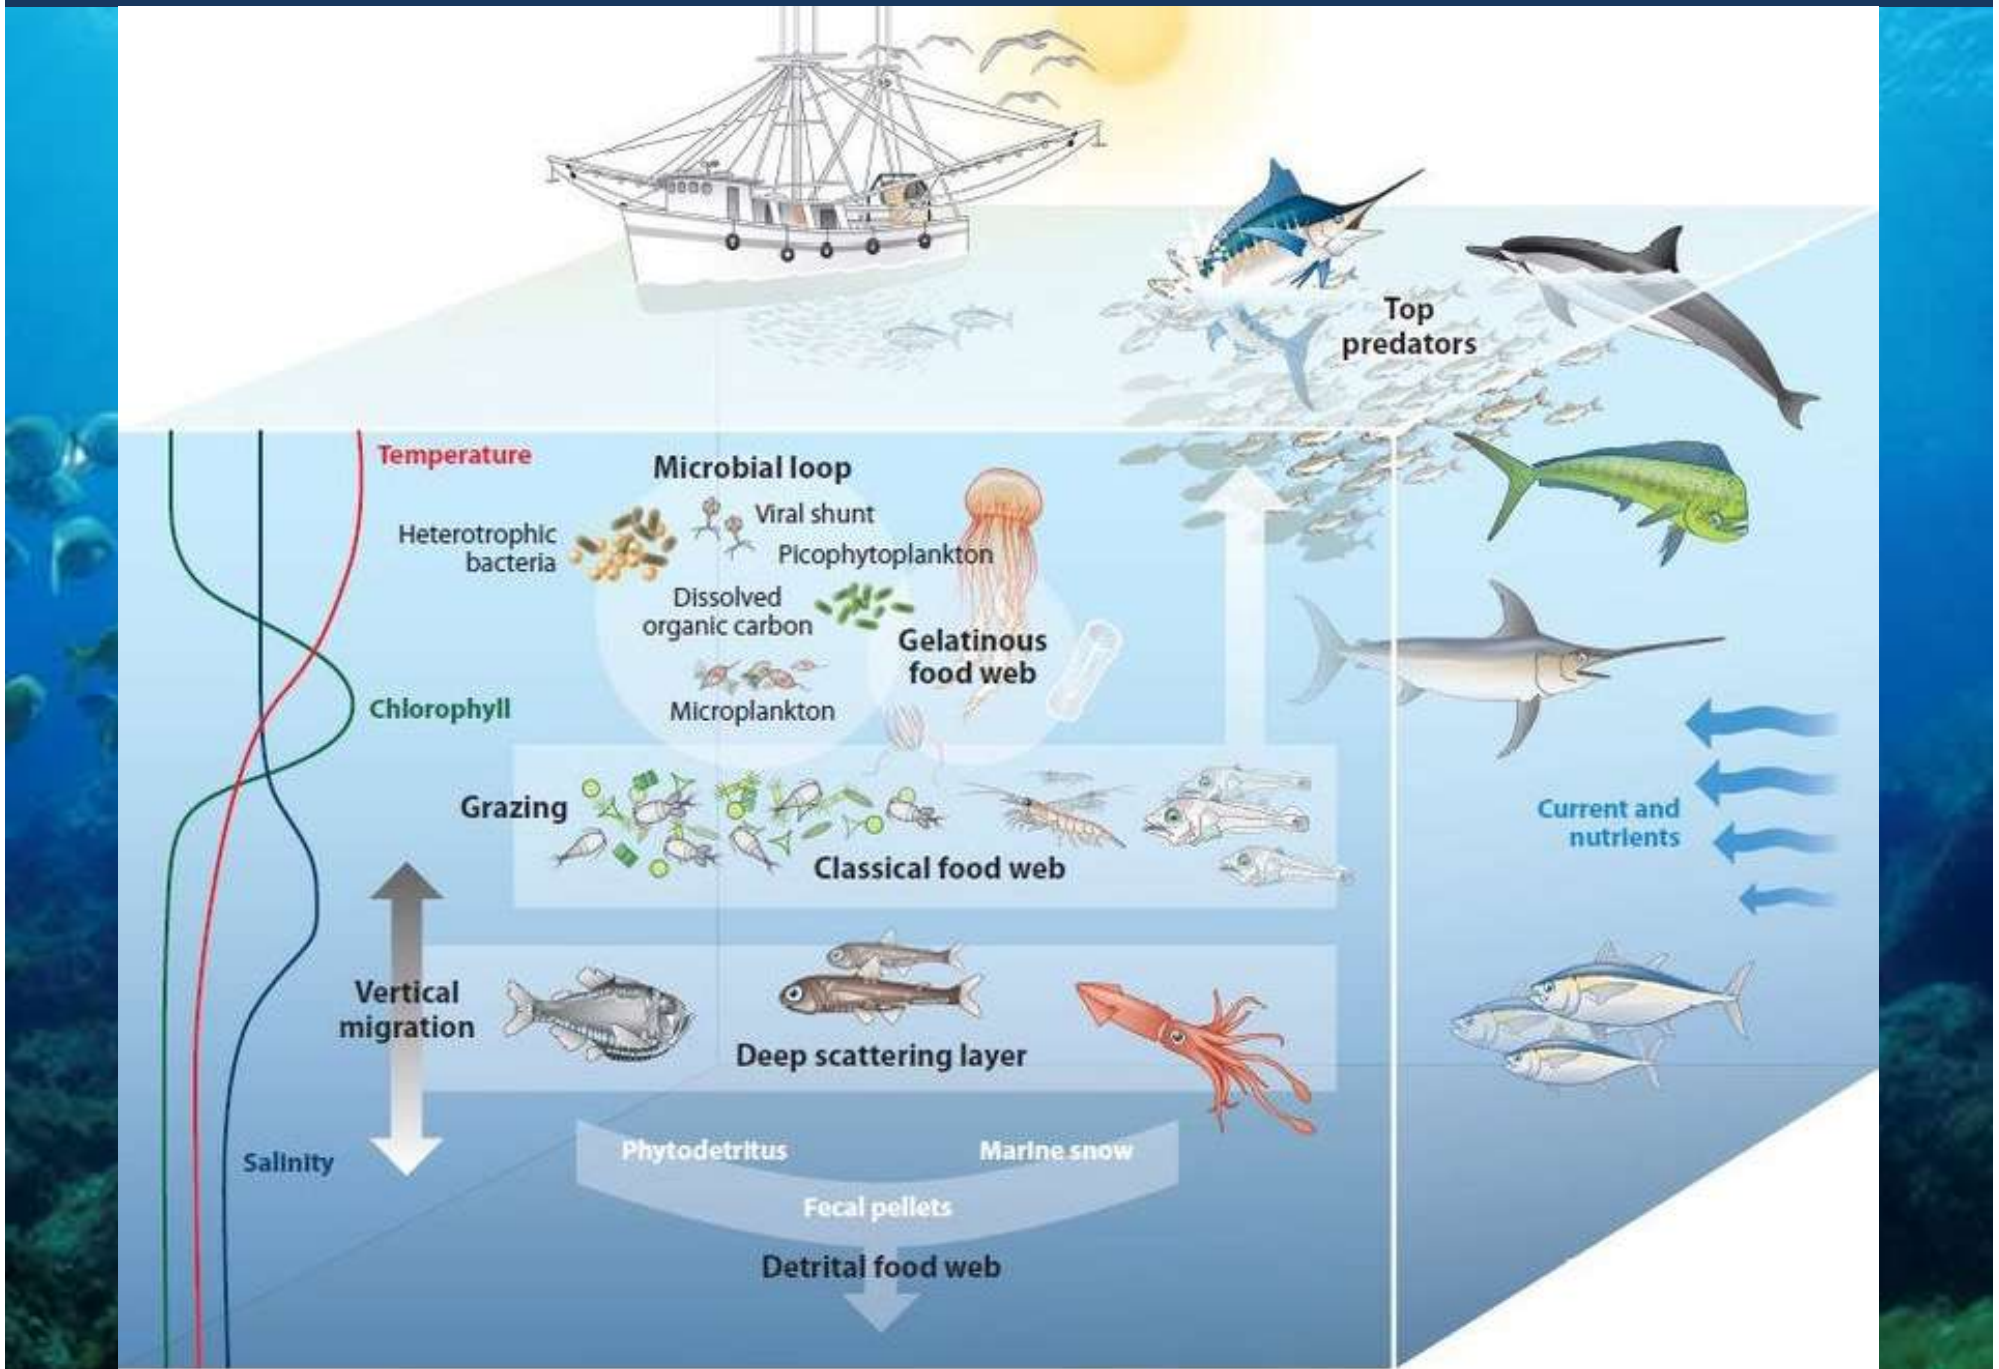 Top
predators
Temperature
Microbial loop
Viral shunt
Heterotrophic
bacteria
Picophytoplankton
Dissolved
organic carbon
Gelatinous
food web
Chlorophyll
Microplankton
Grazing
Current and
nutrients
Classical food web
Vertical
migration
Deep scattering layer
Salinity
Phytodetritus
Marine snow
Fecal pellets
Detrital food web